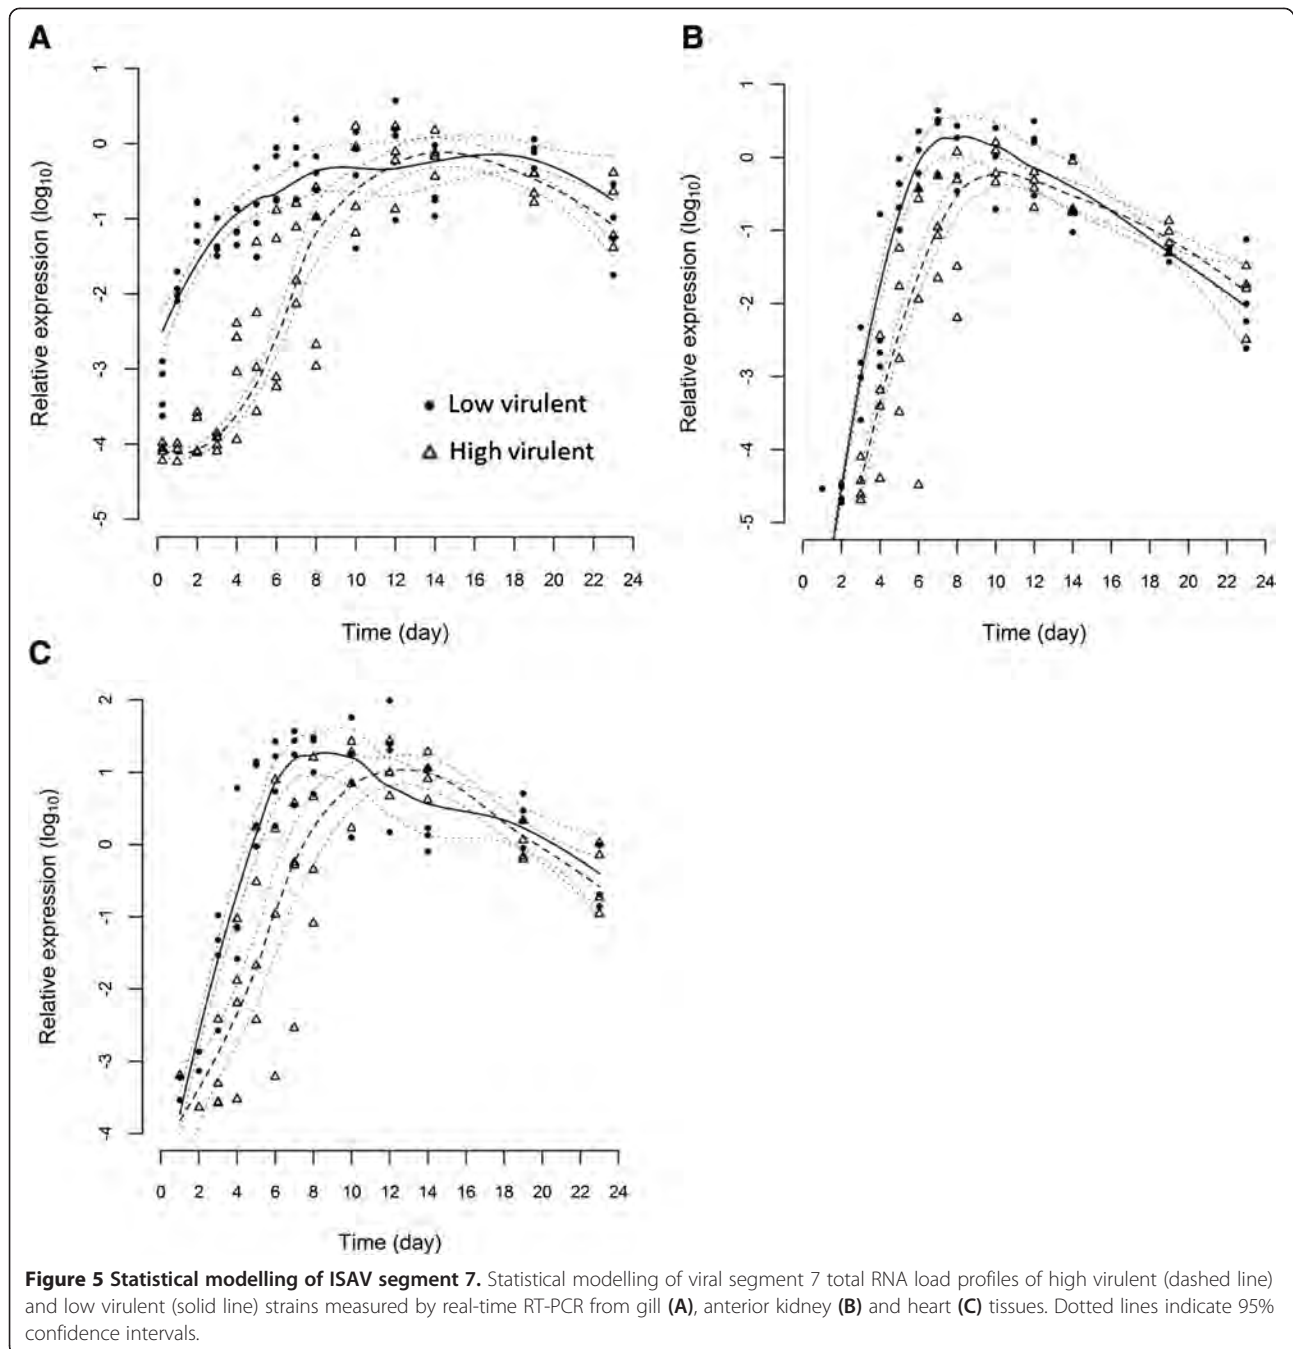 A
B
1
0
-1
-2
-3
-4
-5
Relative expression (log10)
Low virulent
High virulent
0 2 4 6 8 10 12 14 16 18 20 22 24
Time (day)
1
0
-1
-2
-3
-4
-5
Relative expression (log10)
0 2 4 6 8 10 12 14 16 18 20 22 24
Time (day)
C
2
1
0
-1
-2
-3
-4
Relative expression (log10)
0 2 4 6 8 10 12 14 16 18 20 22 24
Time (day)
Figure 5 Statistical modelling of ISAV segment 7. Statistical modelling of viral segment 7 total RNA load profiles of high virulent (dashed line)
and low virulent (solid line) strains measured by real-time RT-PCR from gill (A), anterior kidney (B) and heart (C) tissues. Dotted lines indicate 95%
confidence intervals.